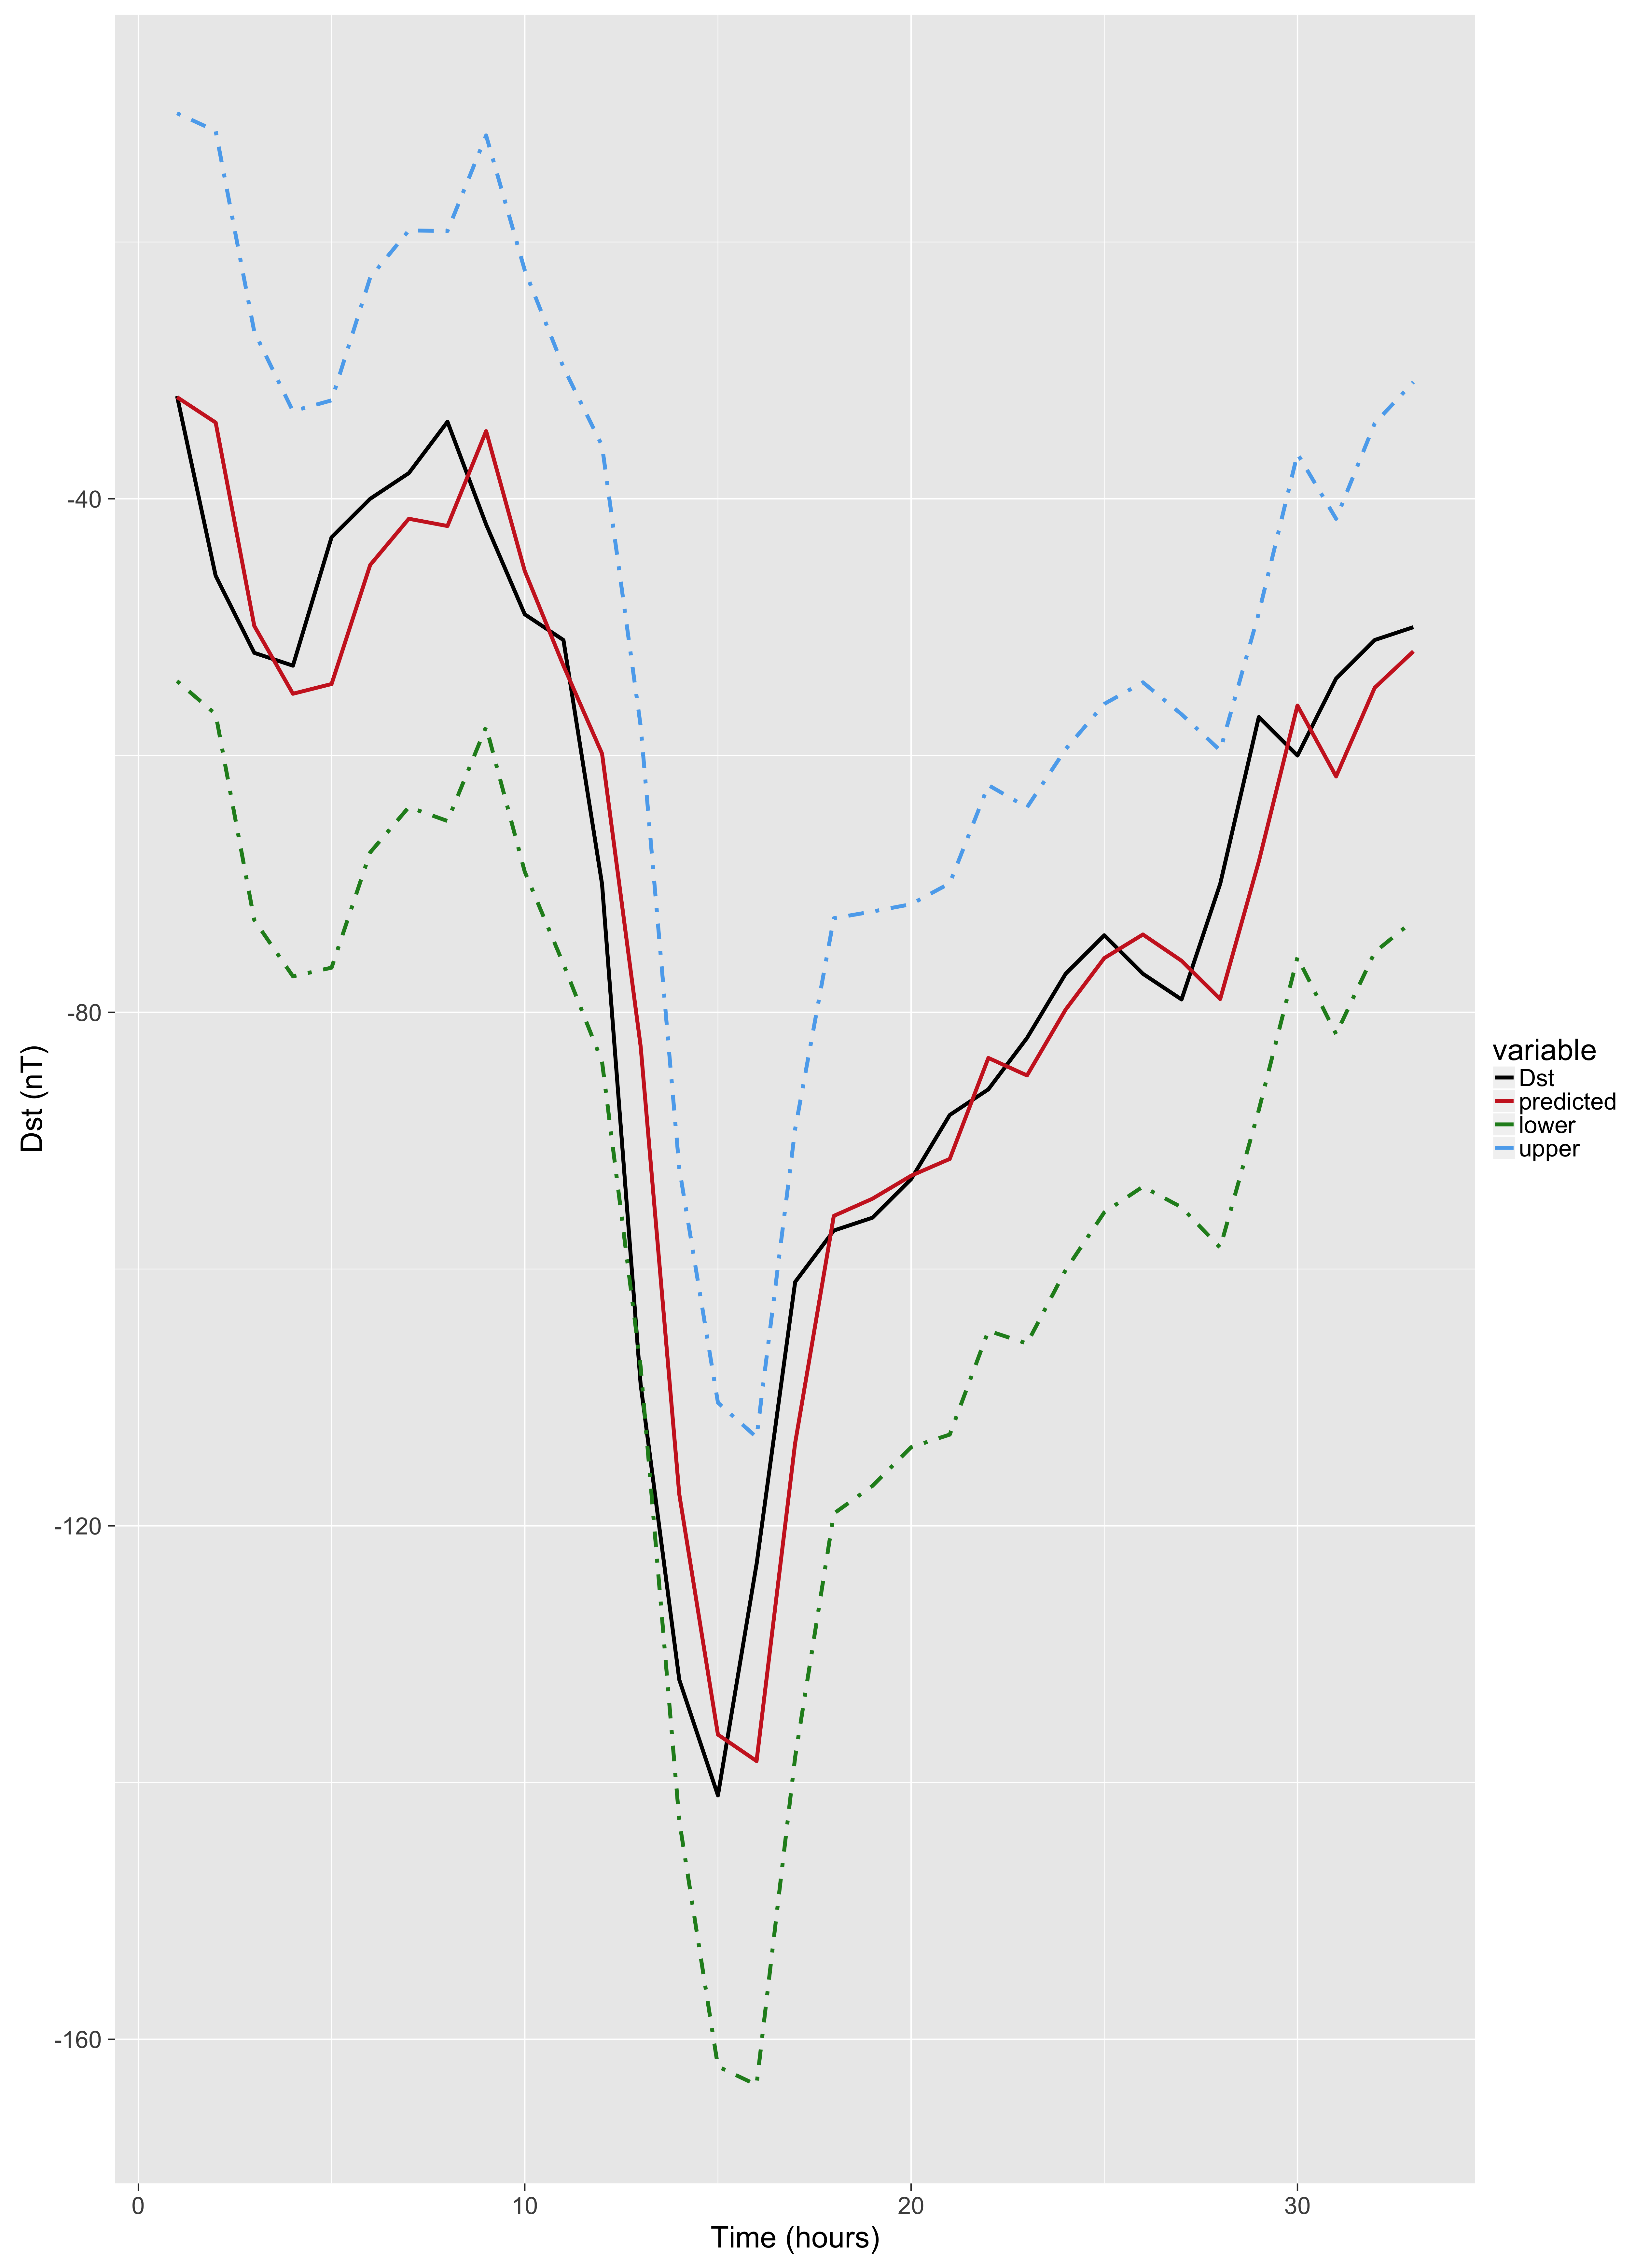 -40
-80
-120
-160
Dst (nT)
0 10 20 30
Time (hours)
variable
Dst
predicted
lower
upper